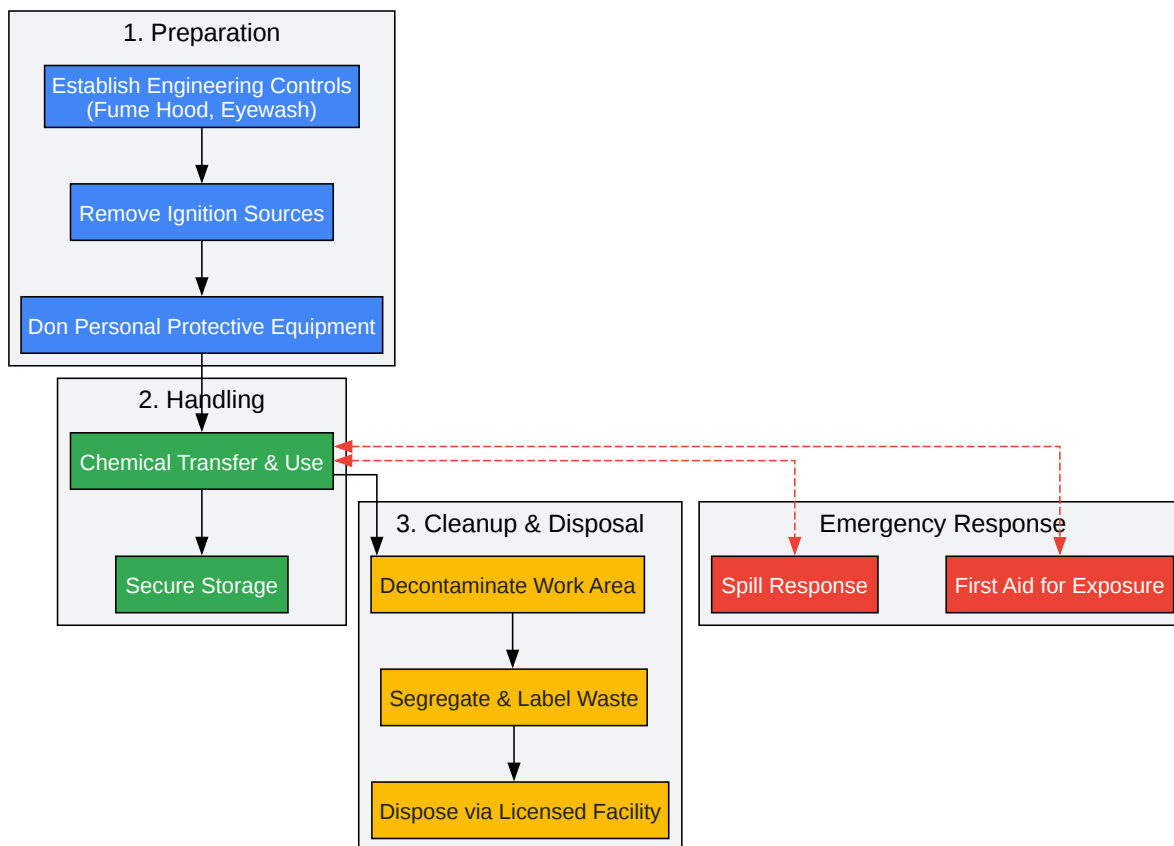 1. Preparation
Establish Engineering Controls
(Fume Hood, Eyewash)
Remove Ignition Sources
Don Personal Protective Equipment
2. Handling
Chemical Transfer & Use
Secure Storage
3. Cleanup & Disposal
Decontaminate Work Area
Segregate & Label Waste
Dispose via Licensed Facility
Emergency Response
Spill Response
First Aid for Exposure